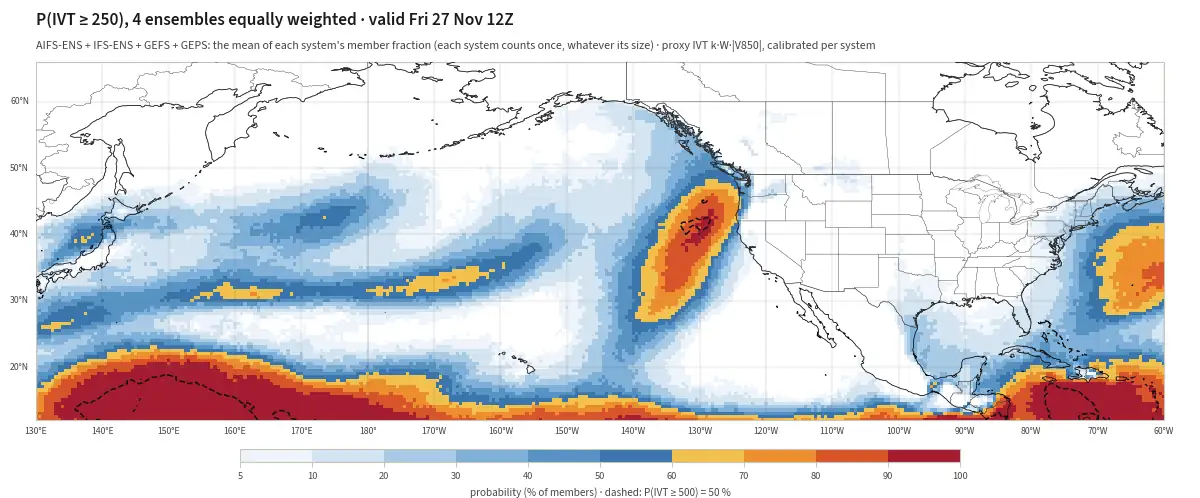 P(IVT ≥ 250), 4 ensembles equally weighted · valid Fri 27 Nov 12Z
AIFS-ENS + IFS-ENS + GEFS + GEPS: the mean of each system's member fraction (each system counts once, whatever its size) · proxy IVT k·W·|V850|, calibrated per system
60°N
50°N
40°N
30°N
20°N
130°E 140°E 150°E 160°E 170°E 180° 170°W 160°W 150°W 140°W 130°W 120°W 110°W 100°W 90°W 80°W 70°W 60°W
5 10 20 30 40 50 60 70 80 90 100
probability (% of members) · dashed: P(IVT ≥ 500) = 50 %